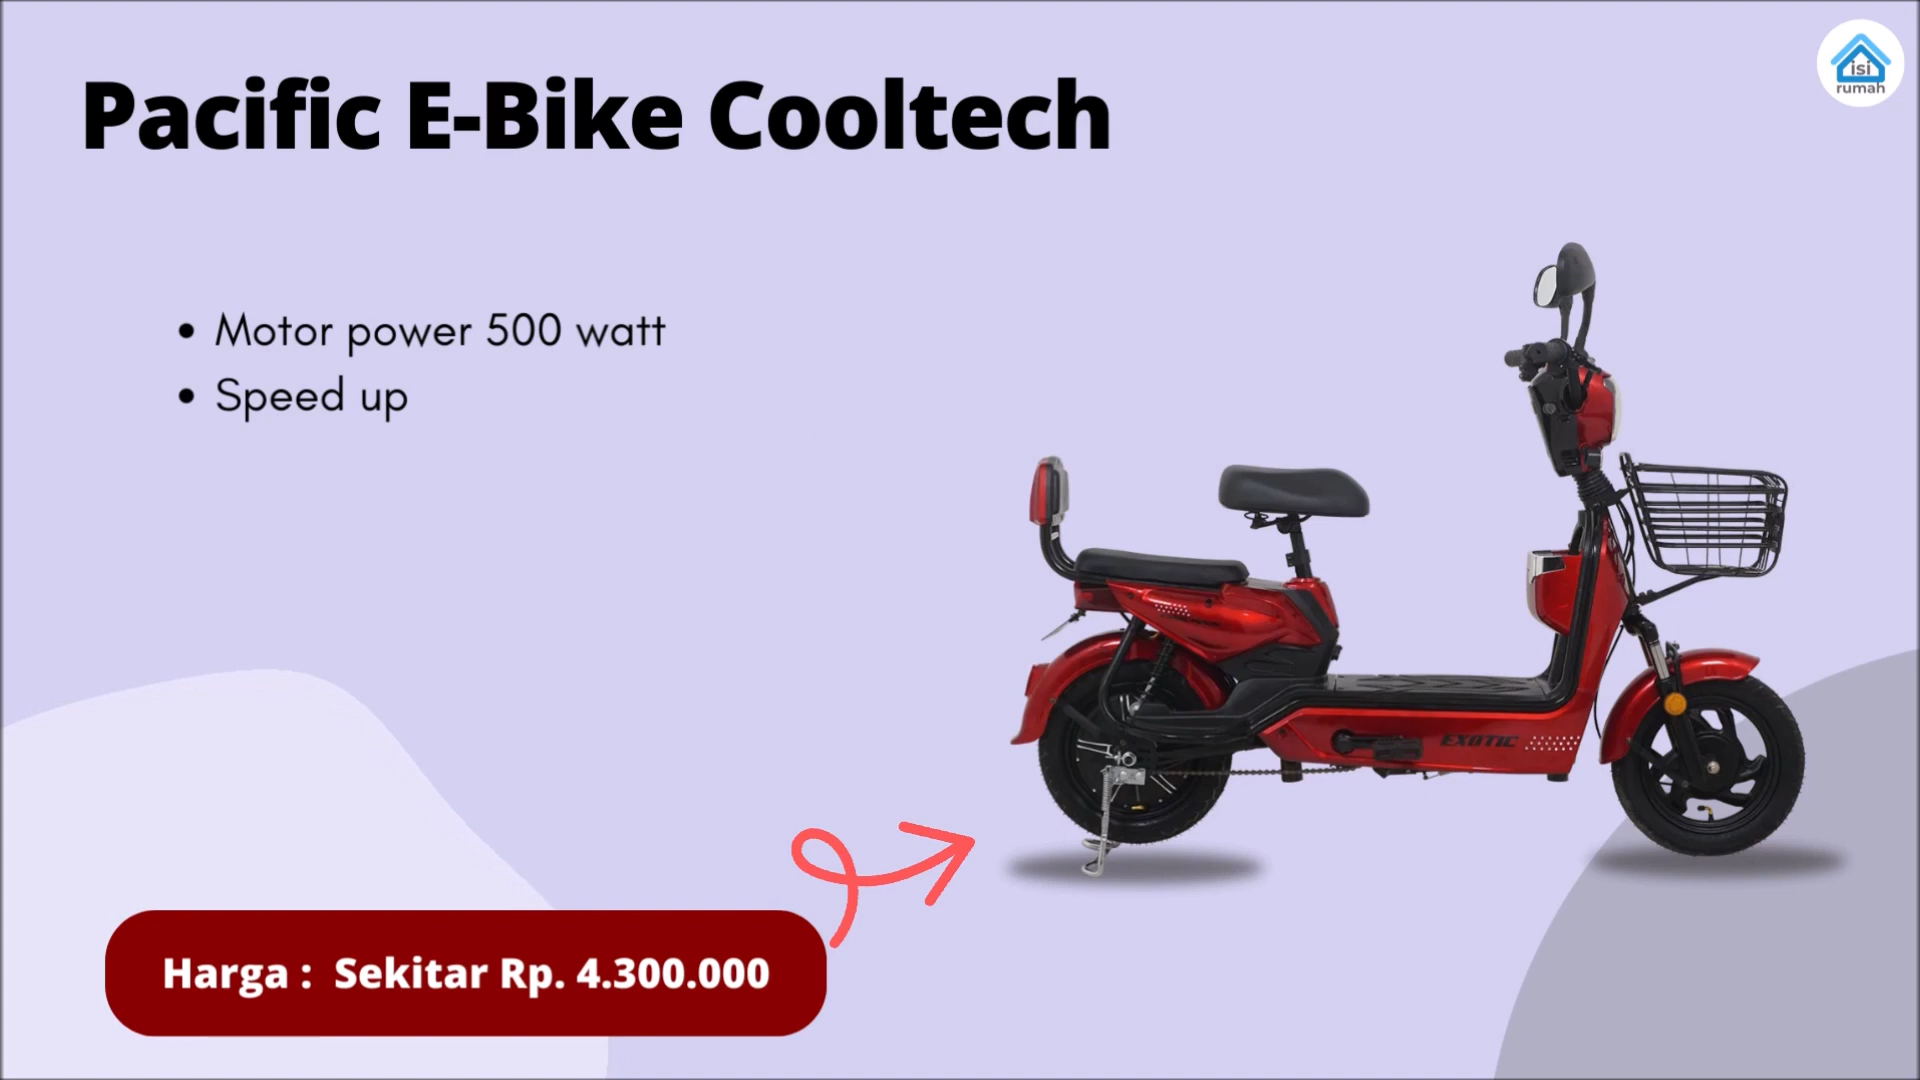 Pacific E-Bike Cooltech
isi
rumah
• Motor power 500 watt
• Speed up
EXOTIC
Harga : Sekitar Rp. 4.300.000